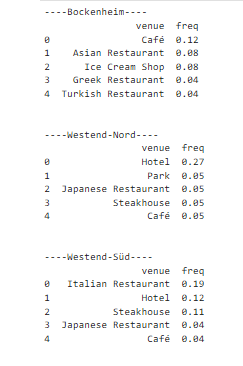 ----Bockenheim----
venue freq
0 Café 0.12
1 Asian Restaurant 0.08
2 Ice Cream Shop 0.08
3 Greek Restaurant 0.04
4 Turkish Restaurant 0.04
----Westend-Nord----
venue freq
0 Hotel 0.27
1 Park 0.05
2 Japanese Restaurant 0.05
3 Steakhouse 0.05
4 Café 0.05
----Westend-Süd----
venue freq
0 Italian Restaurant 0.19
1 Hotel 0.12
2 Steakhouse 0.11
3 Japanese Restaurant 0.04
4 Café 0.04